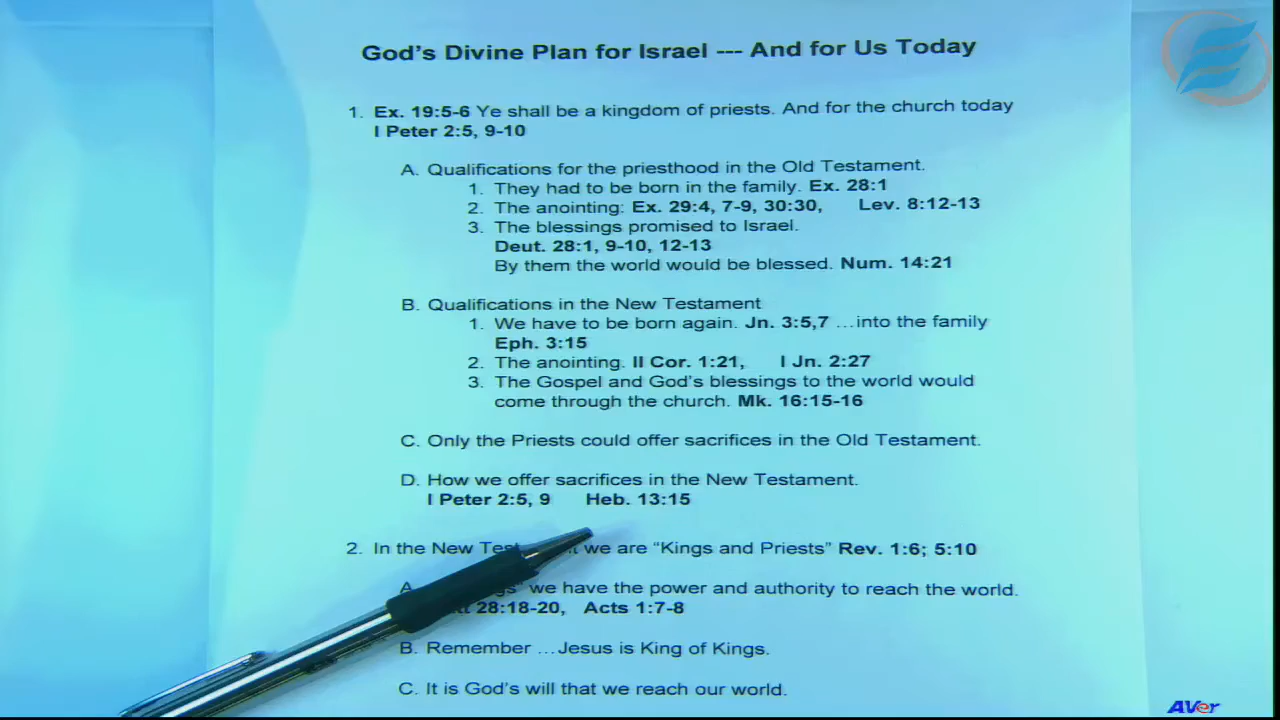 God's Divine Plan for Israel --- And for Us Today
1. Ex. 19:5-6 Ye shall be a kingdom of priests. And for the church today
I Peter 2:5, 9-10
A. Qualifications for the priesthood in the Old Testament.
1. They had to be born in the family. Ex. 28:1
2. The anointing: Ex. 29:4, 7-9, 30:30, Lev. 8:12-13
3. The blessings promised to Israel.
Deut. 28:1, 9-10, 12-13
By them the world would be blessed. Num. 14:21
B. Qualifications in the New Testament
1. We have to be born again. Jn. 3:5,7 ...into the family
Eph. 3:15
2. The anointing. II Cor. 1:21, I Jn. 2:27
3. The Gospel and God's blessings to the world would
come through the church. Mk. 16:15-16
C. Only the Priests could offer sacrifices in the Old Testament.
D. How we offer sacrifices in the New Testament.
I Peter 2:5, 9 Heb. 13:15
2. In the New we are "Kings and Priests" Rev. 1:6; 5:10
A. we have the power and authority to reach the world.
28:18-20, Acts 1:7-8
B. Remember ...Jesus is King of Kings.
C. It is God's will that we reach our world.
AVer